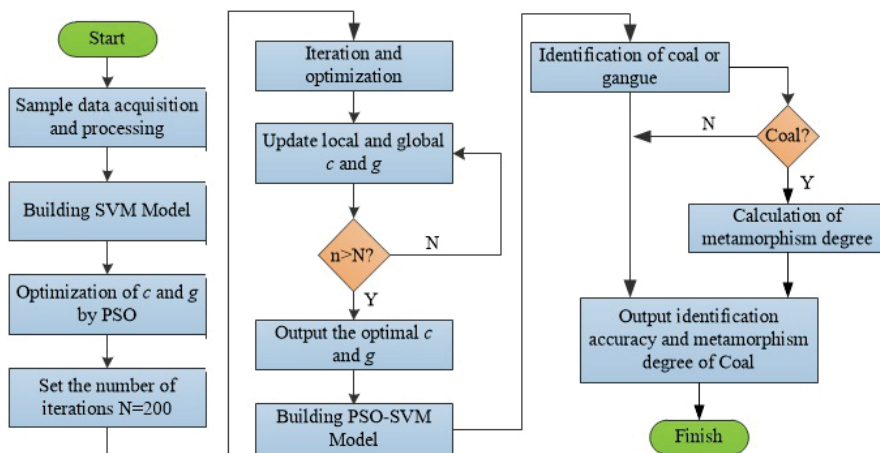 Start
Sample data acquisition
and processing
Building SVM Model
Optimization of c and g
by PSO
Set the number of
iterations N=200
Iteration and
optimization
Update local and global
c and g
n>N?
N
Y
Output the optimal c
and g
Building PSO-SVM
Model
Identification of coal or
gangue
Coal?
N
Y
Calculation of
metamorphism degree
Output identification
accuracy and metamorphism
degree of Coal
Finish